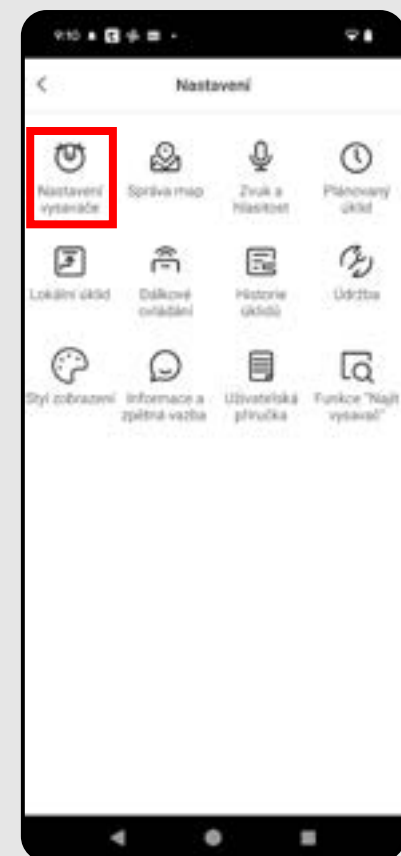 9:10
Nastavení
Nastavení
vysavače
Správa map
Zvuk a
hlasitost
Plánovaný
úklid
Lokální úklid
Dálkové
ovládání
Historie
úklidů
Údržba
Styl zobrazení
Informace a
zpětná vazba
Uživatelská
příručka
Funkce "Najít
vysavač"